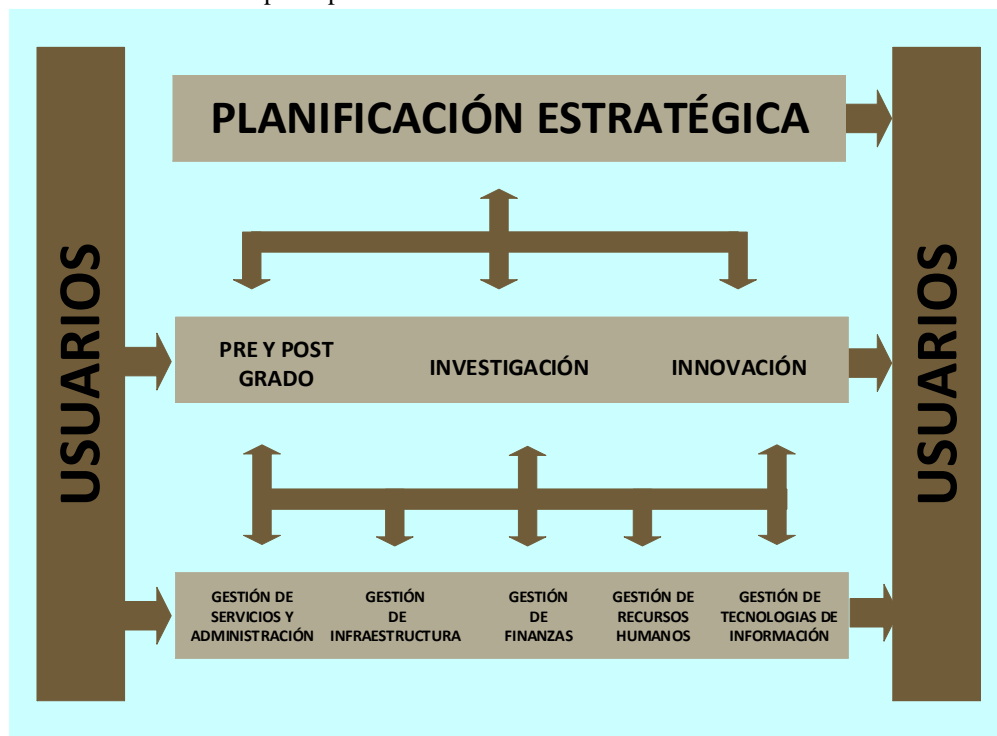 USUARIOS
PLANIFICACIÓN ESTRATÉGICA
PRE Y POST
GRADO
INVESTIGACIÓN
INNOVACIÓN
GESTIÓN DE
SERVICIOS Y
ADMINISTRACIÓN
GESTIÓN
DE
INFRAESTRUCTURA
GESTIÓN
DE
FINANZAS
GESTIÓN DE
RECURSOS
HUMANOS
GESTIÓN DE
TECNOLOGIAS DE
INFORMACIÓN
USUARIOS